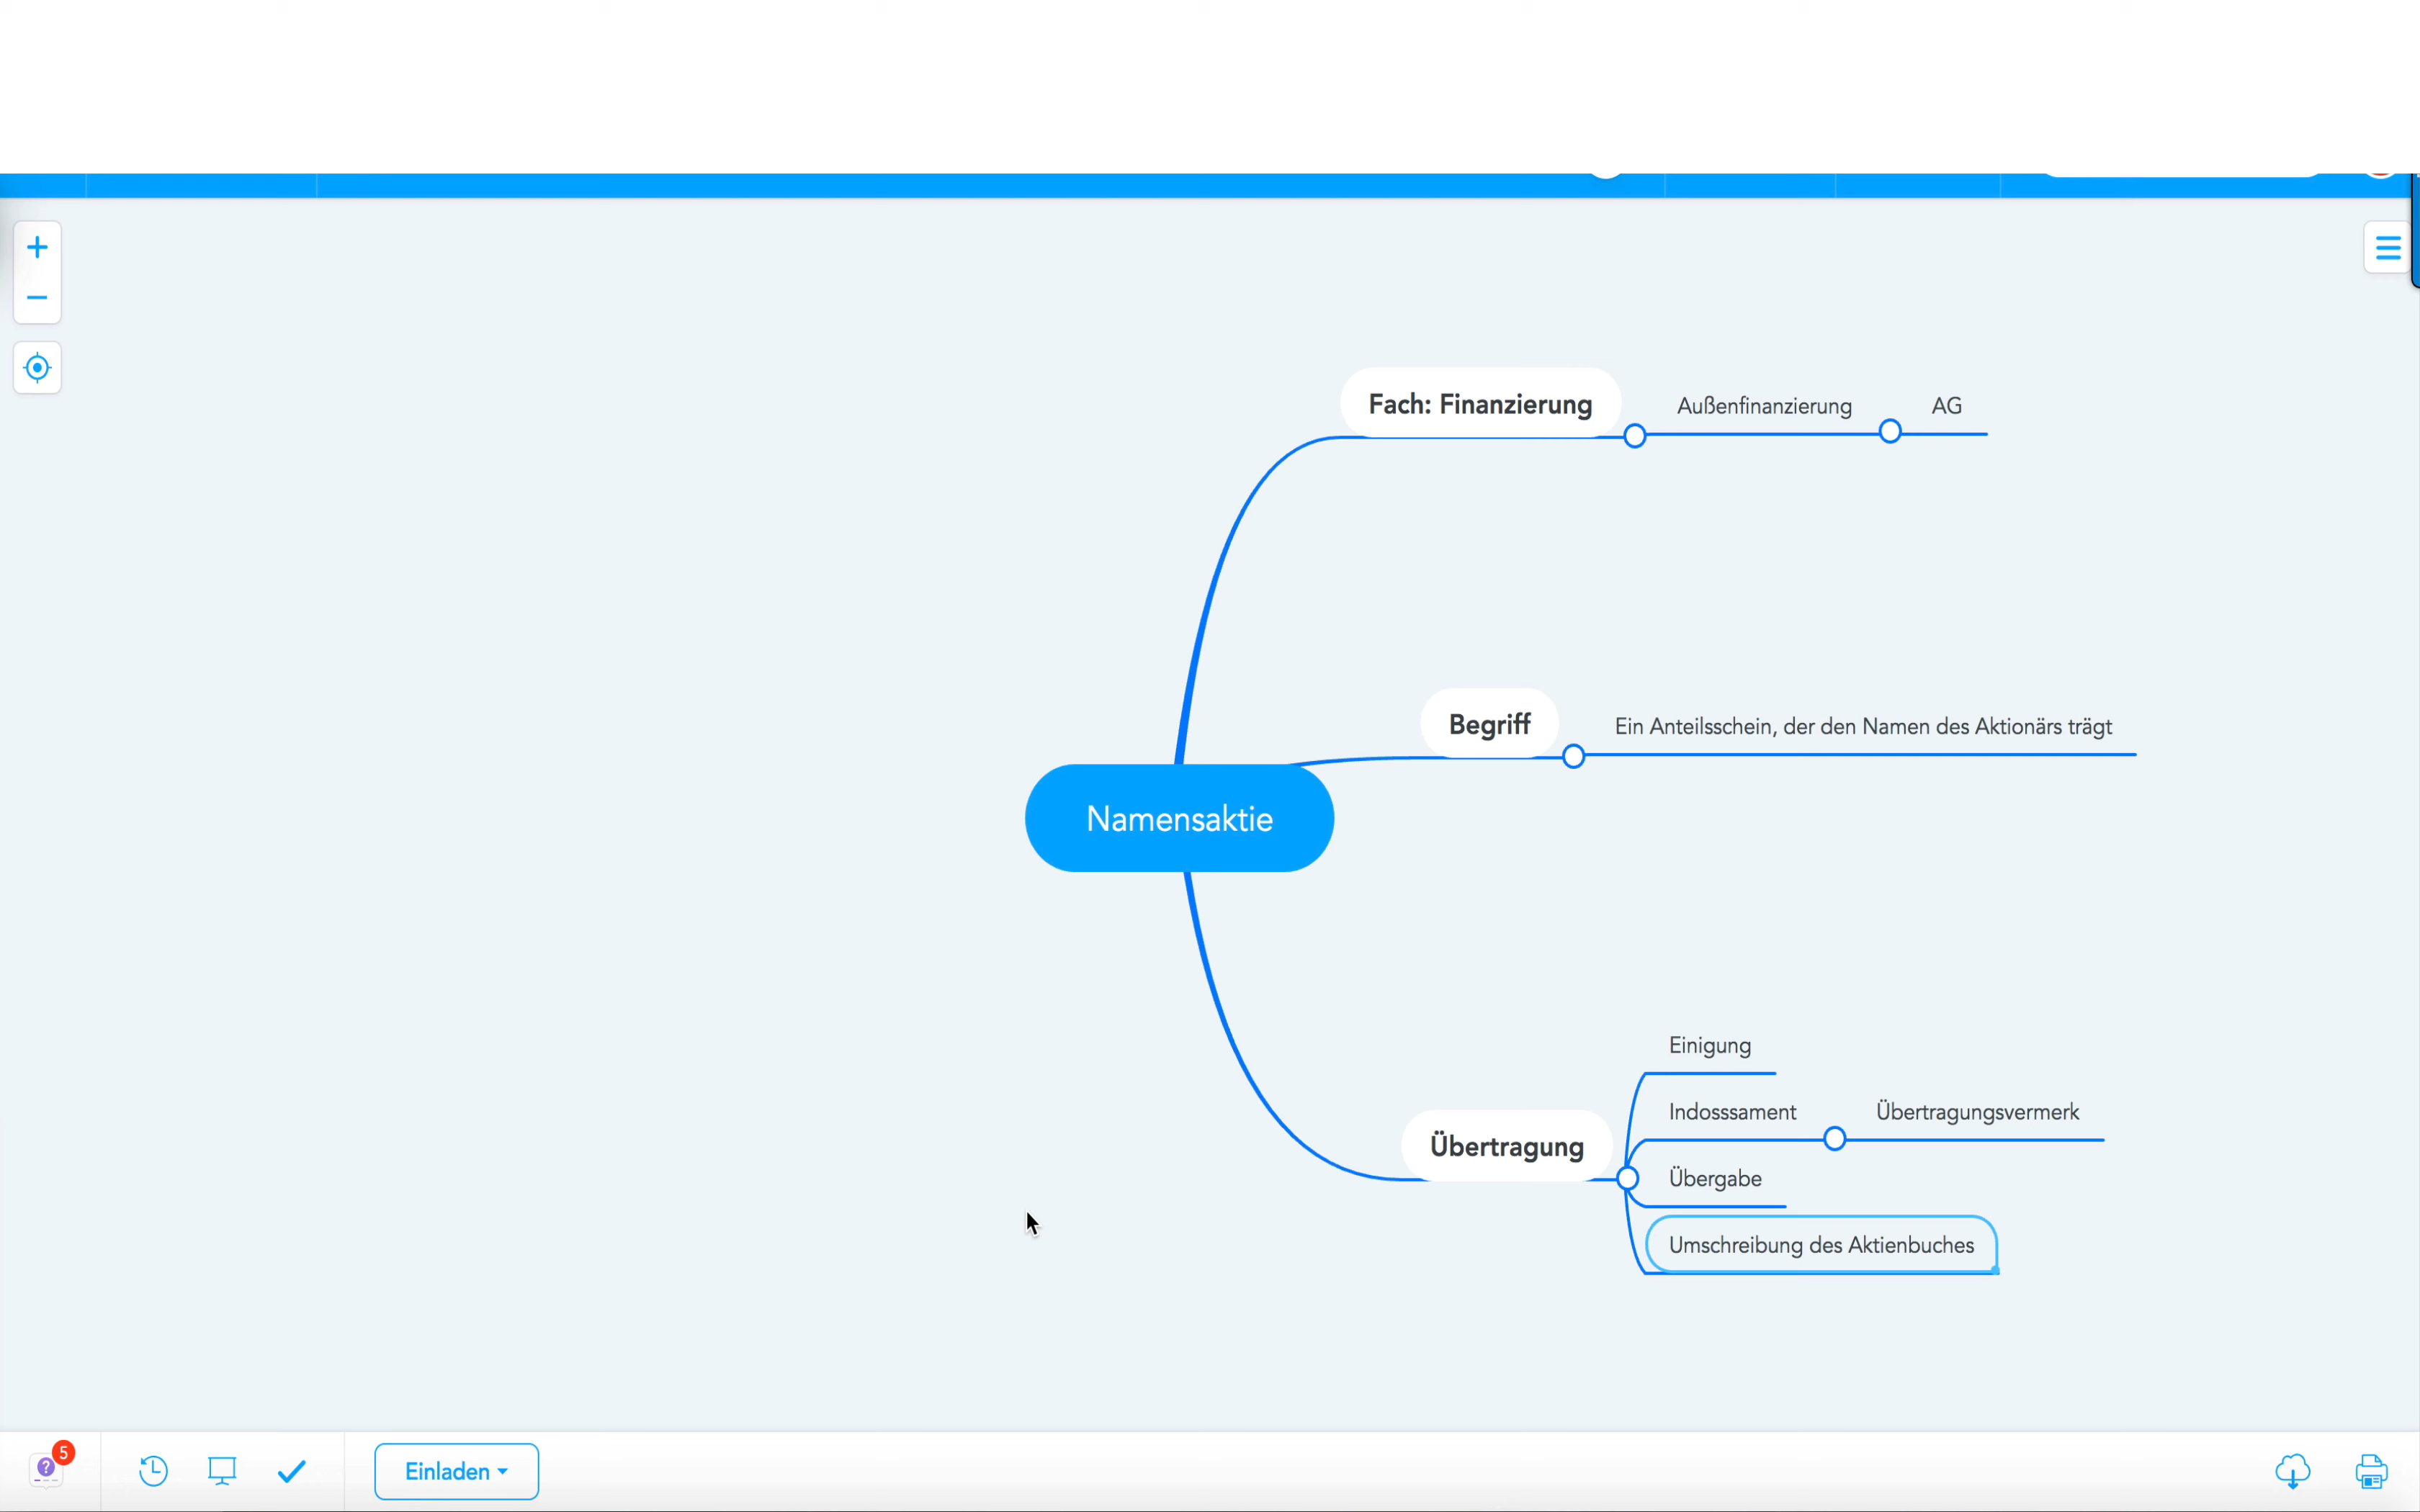 Fach: Finanzierung
Außenfinanzierung
AG
Begriff
Ein Anteilsschein, der den Namen des Aktionärs trägt
Namensaktie
Übertragung
Einigung
Indosssament
Übertragungsvermerk
Übergabe
Umschreibung des Aktienbuches
5
?
Einladen